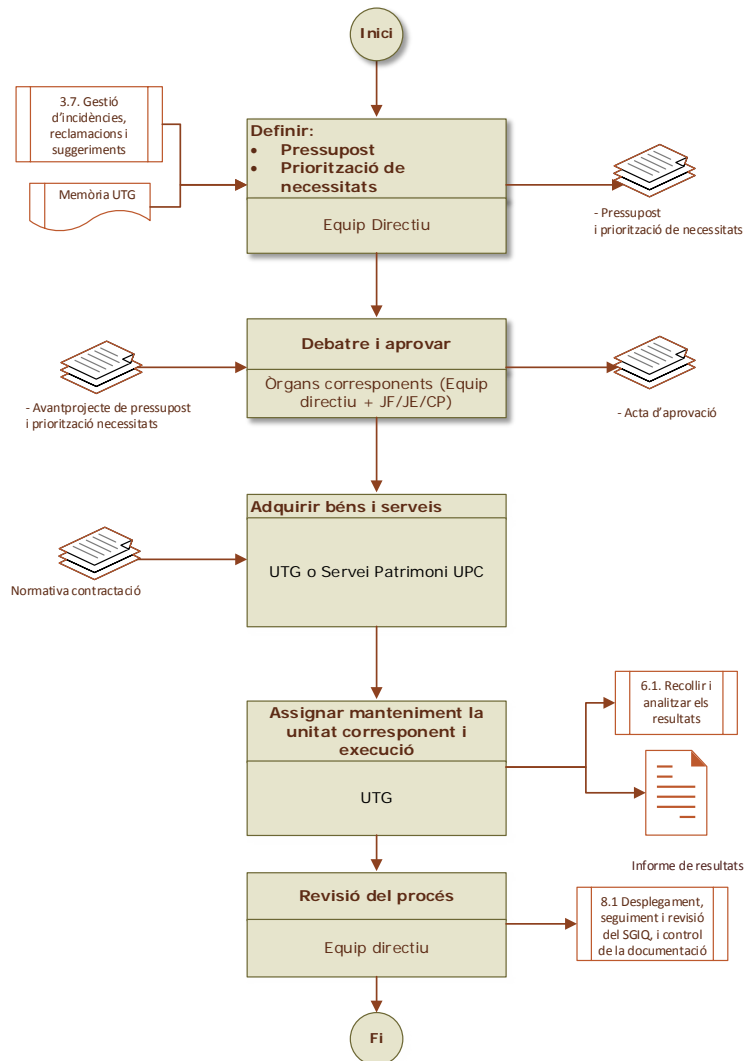 Inici
3.7. Gestió
d'incidències,
reclamacions i
suggeriments
Memòria UTG
Definir:
• Pressupost
• Priorització de
necessitats
Equip Directiu
- Pressupost
i priorització de necessitats
Debatre i aprovar
Òrgans corresponents (Equip
directiu + JF/JE/CP)
- Avantprojecte de pressupost
i priorització necessitats
- Acta d'aprovació
Adquirir béns i serveis
UTG o Servei Patrimoni UPC
Normativa contractació
Assignar manteniment la
unitat corresponent i
execució
UTG
6.1. Recollir i
analitzar els
resultats
Informe de resultats
Revisió del procés
Equip directiu
8.1 Desplegament,
seguiment i revisió
del SGIQ, i control
de la documentació
Fi